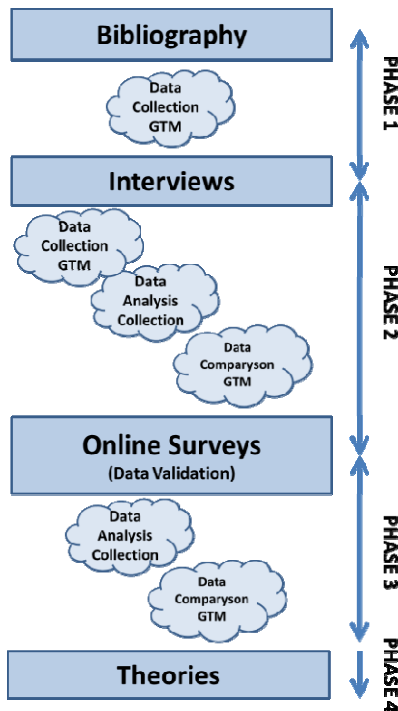 Bibliography
Data
Collection
GTM
PHASE 1
Interviews
Data
Collection
GTM
Data
Analysis
Collection
Data
Comparyson
GTM
PHASE 2
Online Surveys
(Data Validation)
Data
Analysis
Collection
Data
Comparyson
GTM
PHASE 3
Theories
PHASE 4